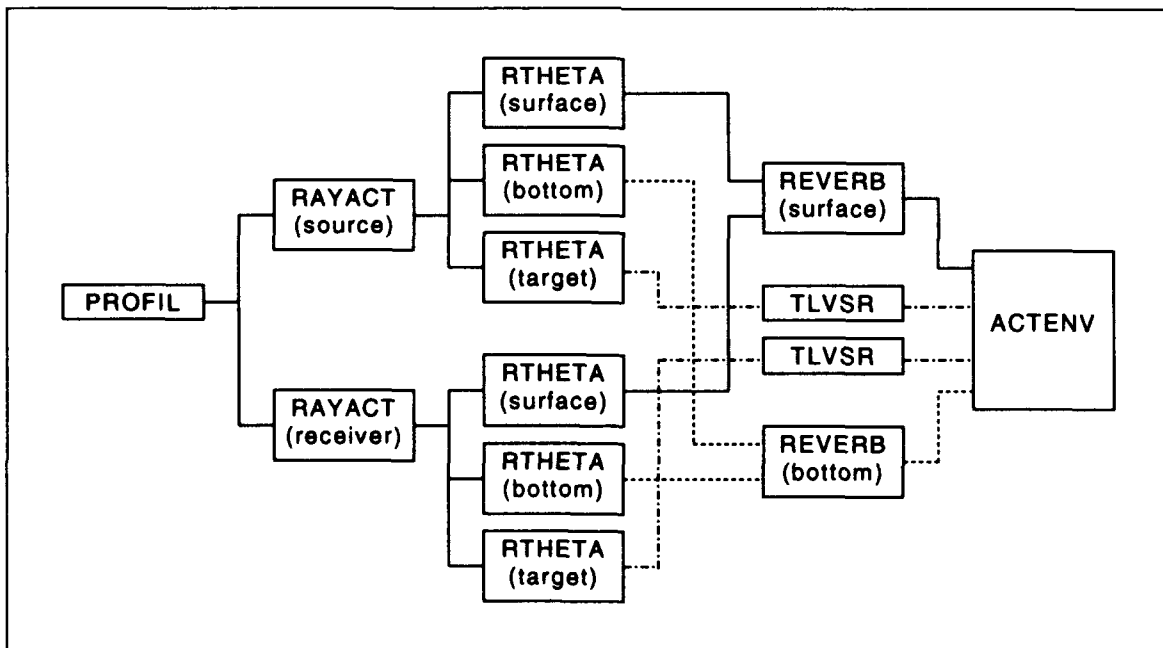 PROFIL
RAYACT
(source)
RAYACT
(receiver)
RTHETA
(surface)
RTHETA
(bottom)
RTHETA
(target)
RTHETA
(surface)
RTHETA
(bottom)
RTHETA
(target)
REVERB
(surface)
TLVSR
TLVSR
REVERB
(bottom)
ACTENV